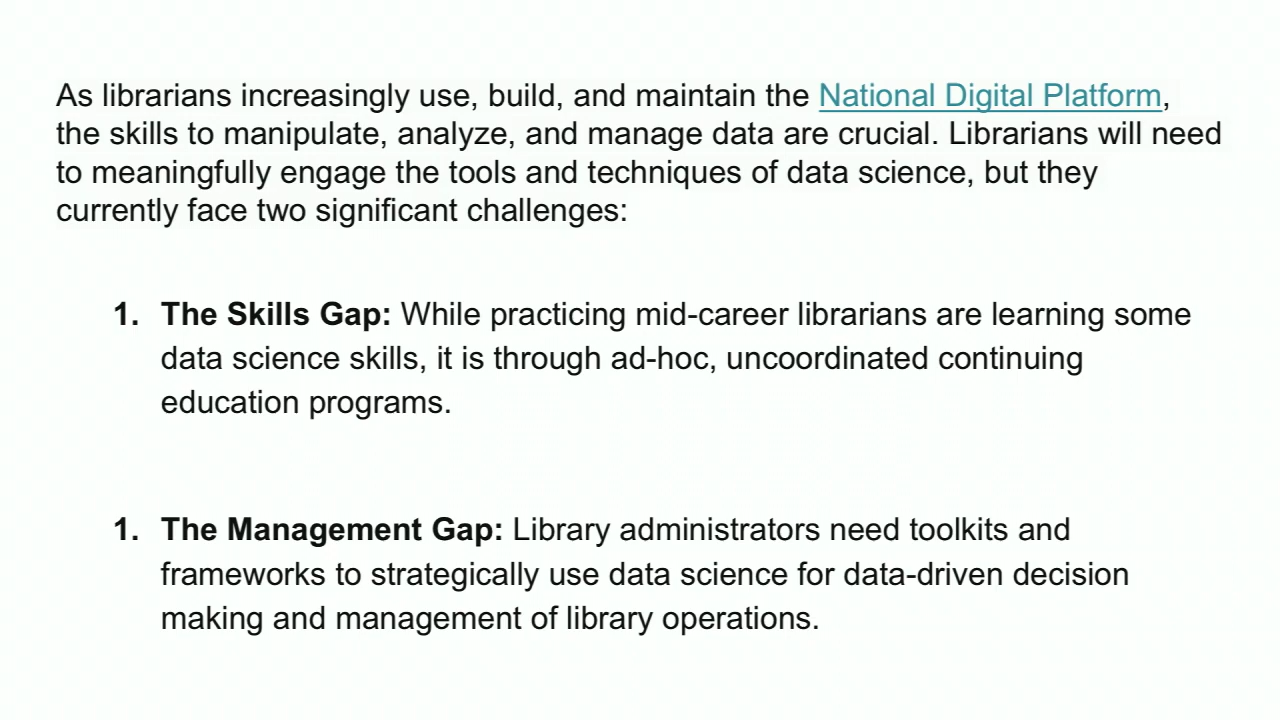 As librarians increasingly use, build, and maintain the National Digital Platform,
the skills to manipulate, analyze, and manage data are crucial. Librarians will need
to meaningfully engage the tools and techniques of data science, but they
currently face two significant challenges:
1. The Skills Gap: While practicing mid-career librarians are learning some
data science skills, it is through ad-hoc, uncoordinated continuing
education programs.
1. The Management Gap: Library administrators need toolkits and
frameworks to strategically use data science for data-driven decision
making and management of library operations.